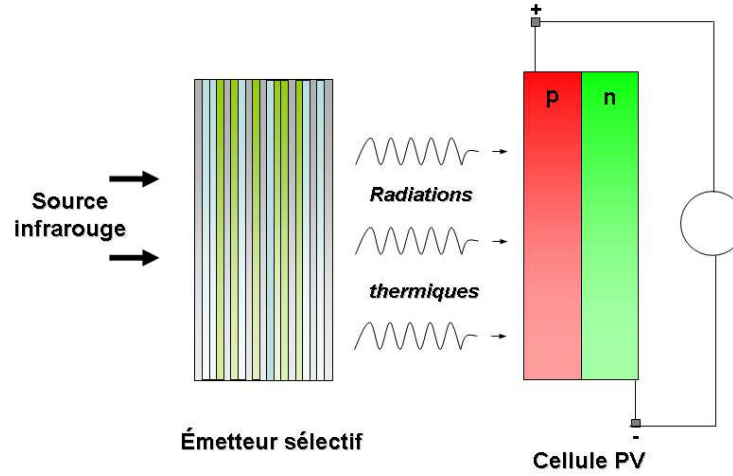 +
p n
Source
infrarouge
Radiations
thermiques
-
Émetteur sélectif
Cellule PV